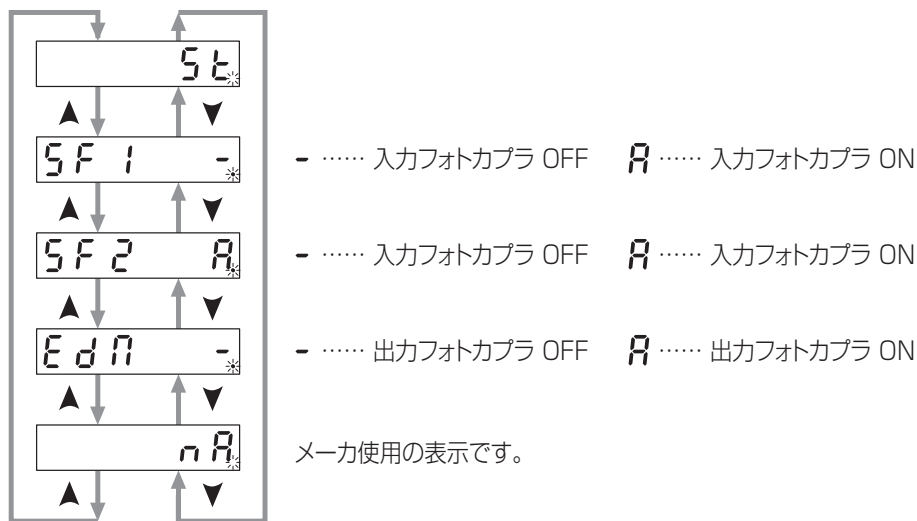 St.
SF1 -.
- …… 入力フォトカプラ OFF A …… 入力フォトカプラ ON
SF2 A.
- …… 入力フォトカプラ OFF A …… 入力フォトカプラ ON
EdM -.
- …… 出力フォトカプラ OFF A …… 出力フォトカプラ ON
nA.
メーカ使用の表示です。